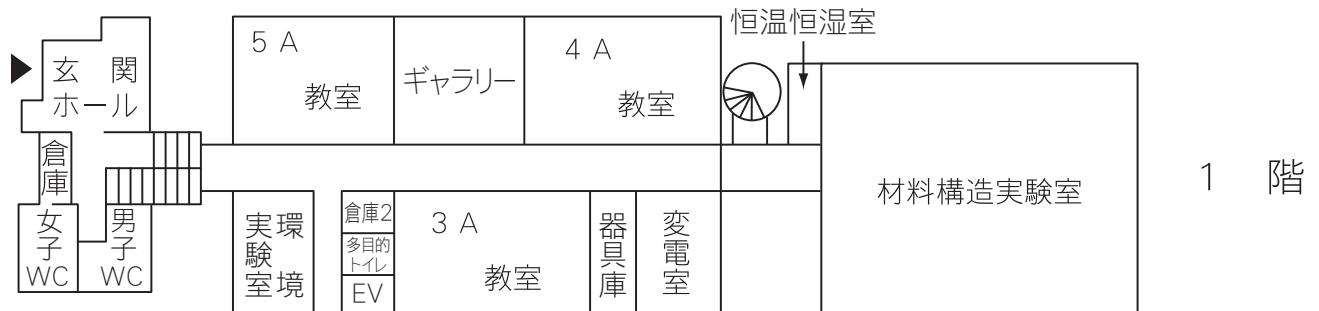 恒温恒湿室
5 A
教室
ギャラリー
4 A
教室
玄 関
ホール
倉庫
女子
WC
男子
WC
環境
実験室
倉庫2
多目的
トイレ
EV
3 A
教室
器具庫
変電室
材料構造実験室
1 階